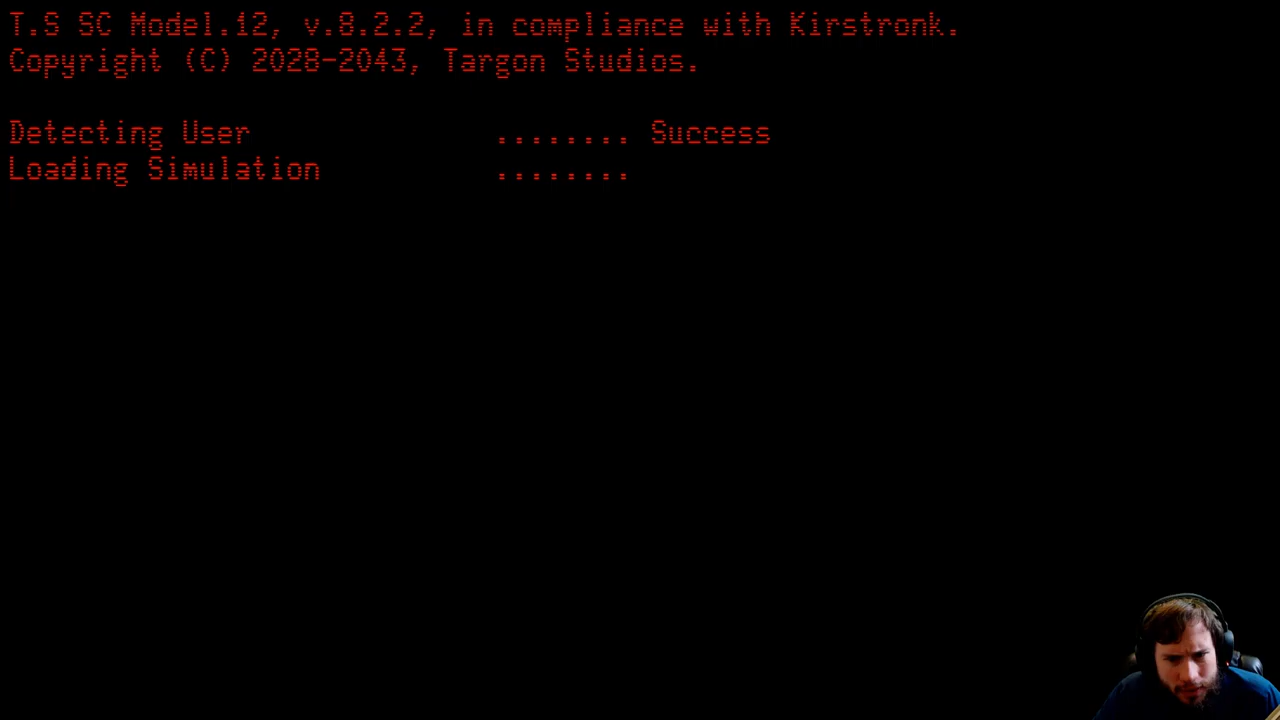 T.S SC Model.12, v.8.2.2, in compliance with Kirstronk.
Copyright (C) 2028-2043, Targon Studios.
Detecting User ........ Success
Loading Simulation ........